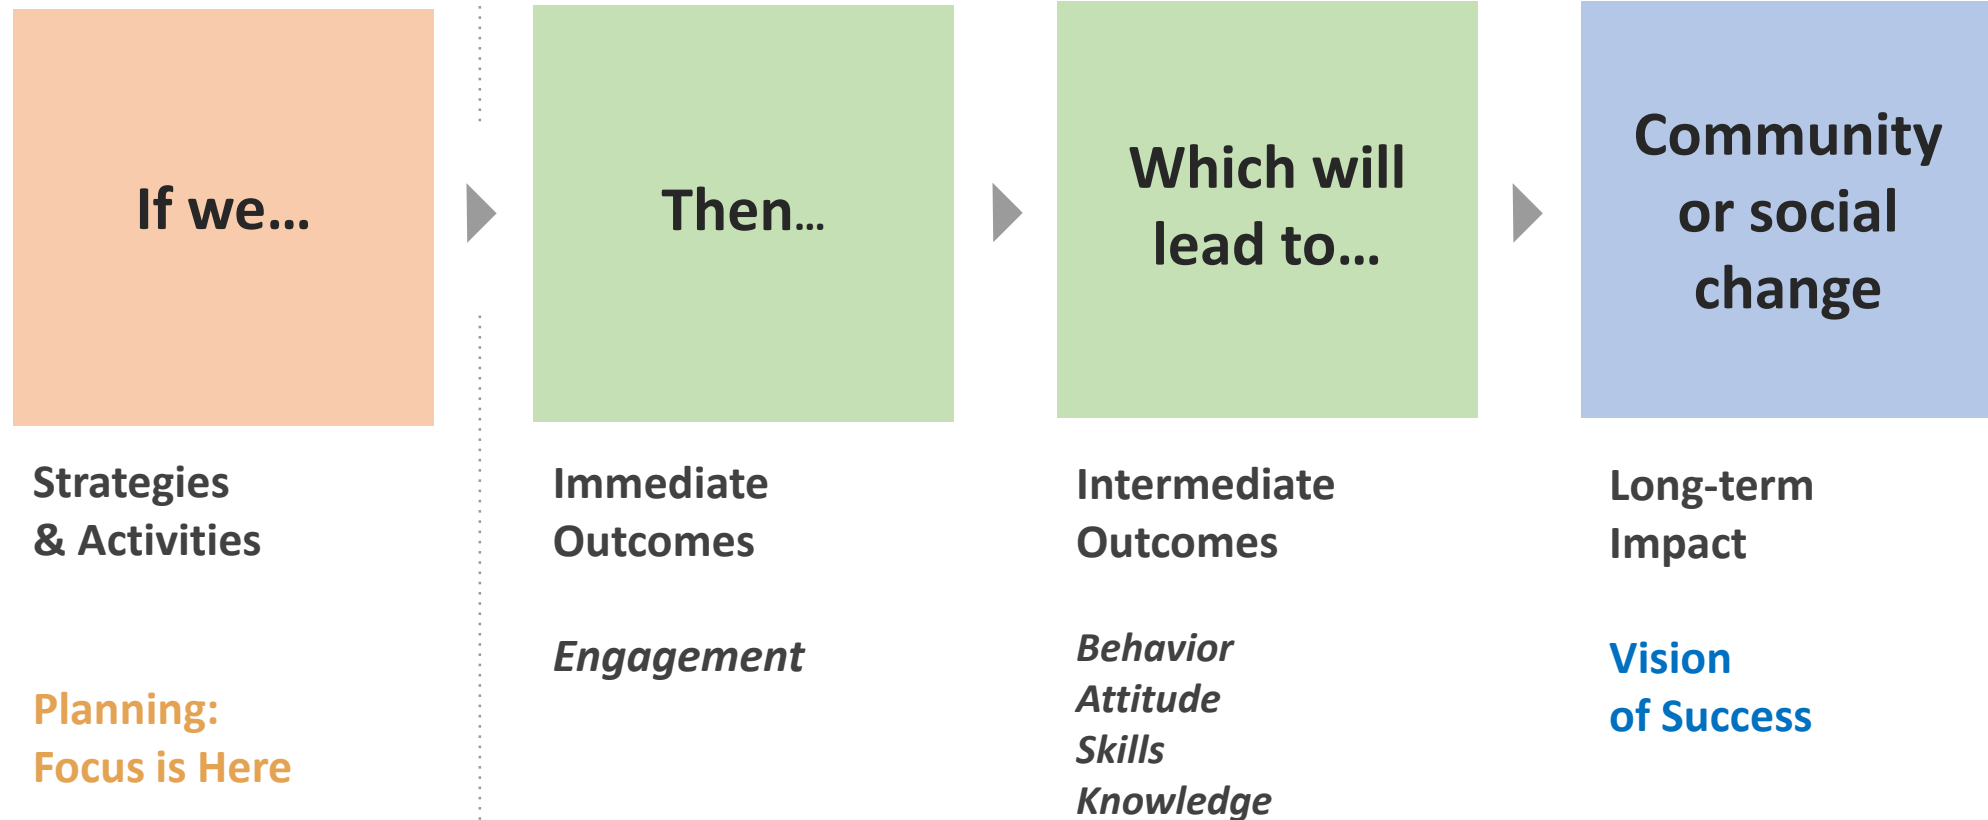 If we…
Then…
Which will
lead to…
Community
or social
change
Strategies
& Activities
Immediate
Outcomes
Intermediate
Outcomes
Long-term
Impact
Planning:
Focus is Here
Engagement
Behavior
Attitude
Skills
Knowledge
Vision
of Success